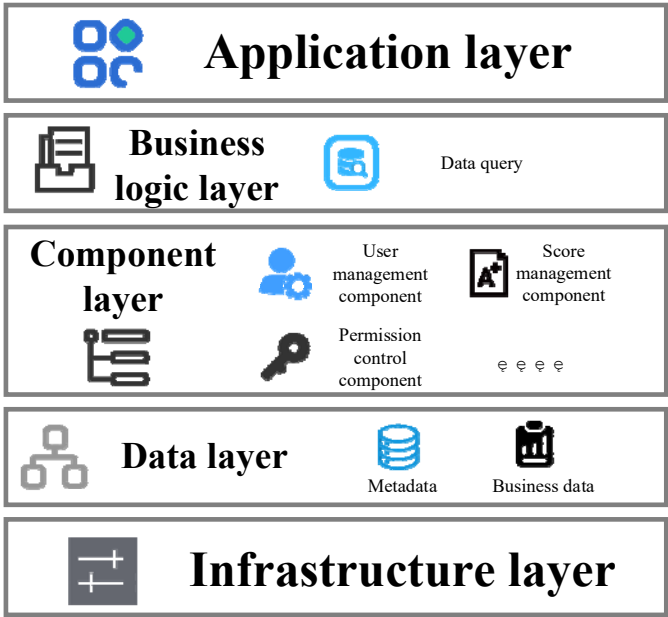 Application layer
Business
logic layer
Data query
Component
layer
User
management
component
A+
Score
management
component
Permission
control
component
Data layer
Metadata
Business data
Infrastructure layer